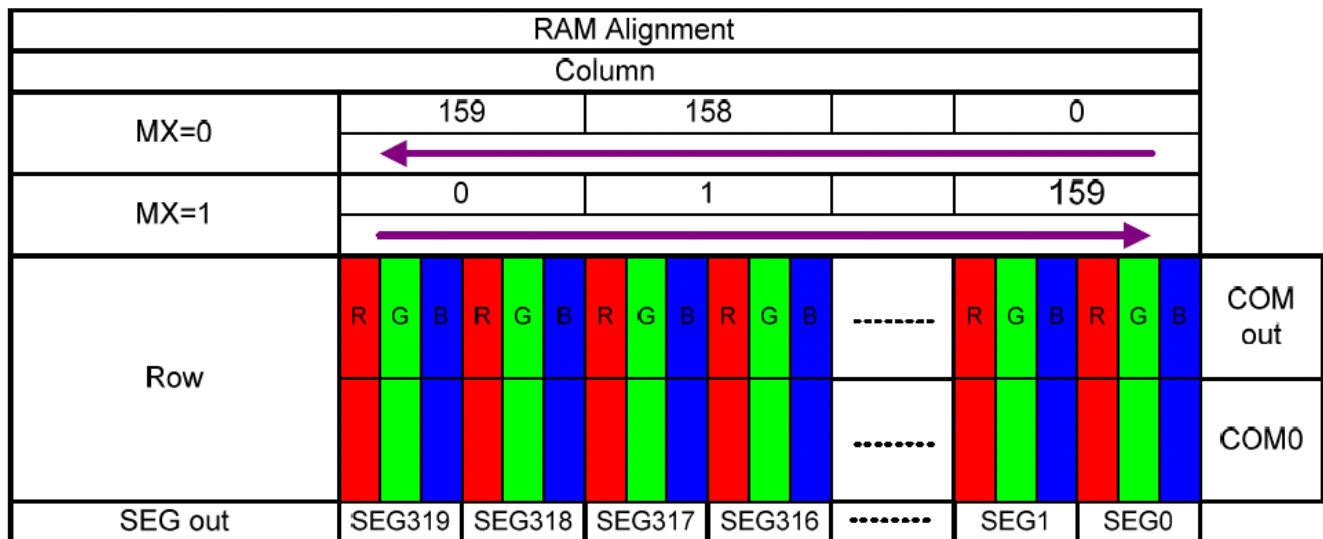 RAM Alignment
Column
MX=0 159 158 0
MX=1 0 1 159
Row R G B R G B R G B R G B -------- R G B R G B COM out
-------- COM0
SEG out SEG319 SEG318 SEG317 SEG316 -------- SEG1 SEG0